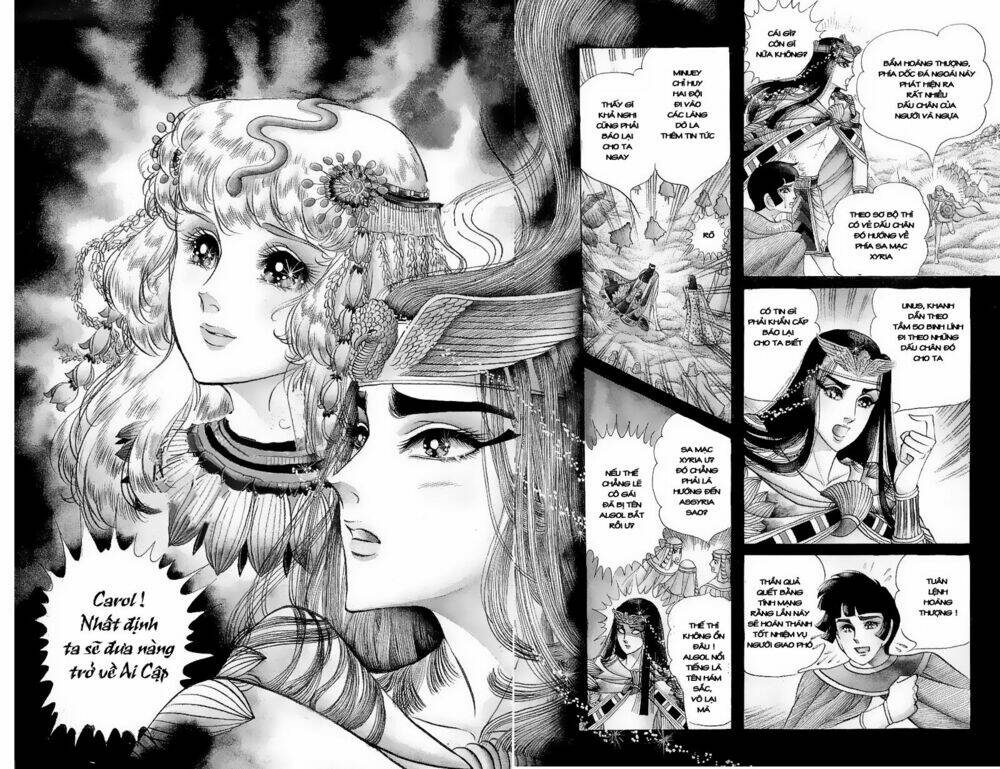 CÁI GÌ?
CÒN GÌ
NỮA KHÔNG?
BẨM HOÀNG THƯỢNG,
PHÍA DỐC ĐÁ NGOÀI NÀY
PHÁT HIỆN RA
RẤT NHIỀU
DẤU CHÂN CỦA
NGƯỜI VÀ NGỰA
THEO SƠ BỘ THÌ
CÓ VẺ DẤU CHÂN
ĐÓ HƯỚNG VỀ
PHÍA SA MẠC
XYRIA
UNUS, KHANH
DẪN THEO
TÁM SO BINH LÍNH
ĐI THEO NHỮNG
DẤU CHÂN ĐÓ
CHO TA
CÓ TIN GÌ
PHẢI KHẨN CẤP
BÁO LẠI
CHO TA BIẾT
TUÂN
LỆNH
HOÀNG
THƯỢNG !
THẦN QUẢ
QUYẾT BẰNG
TÍNH MẠNG
RẰNG LẦN NÀY
SẼ HOÀN THÀNH
TỐT NHIỆM VỤ
NGƯỜI GIAO PHÓ
MINUEY
CHỈ HUY
HAI ĐỘI
ĐI VÀO
CÁC LÀNG
DÒ LA
THÊM TIN TỨC
THẤY GÌ
KHẢ NGHI
CŨNG PHẢI
BÁO LẠI
CHO TA
NGAY
RÕ
SA MẠC
XYRIA Ư?
ĐÓ CHẲNG
PHẢI LÀ
HƯỚNG ĐẾN
ASSYRIA
SAO?
NẾU THẾ
CHẲNG LẼ
CÔ GÁI
ĐÃ BỊ TÊN
ALGOL BẮT
RỒI Ư?
THẾ THÌ
KHÔNG ỔN
ĐÂU ! 
ALGOL NỔI
TIẾNG LÀ
TÊN HÁM
SẮC,
VÔ LẠI
MÀ
Carol !
Nhất định
ta sẽ đưa nàng
trở về Ai Cập